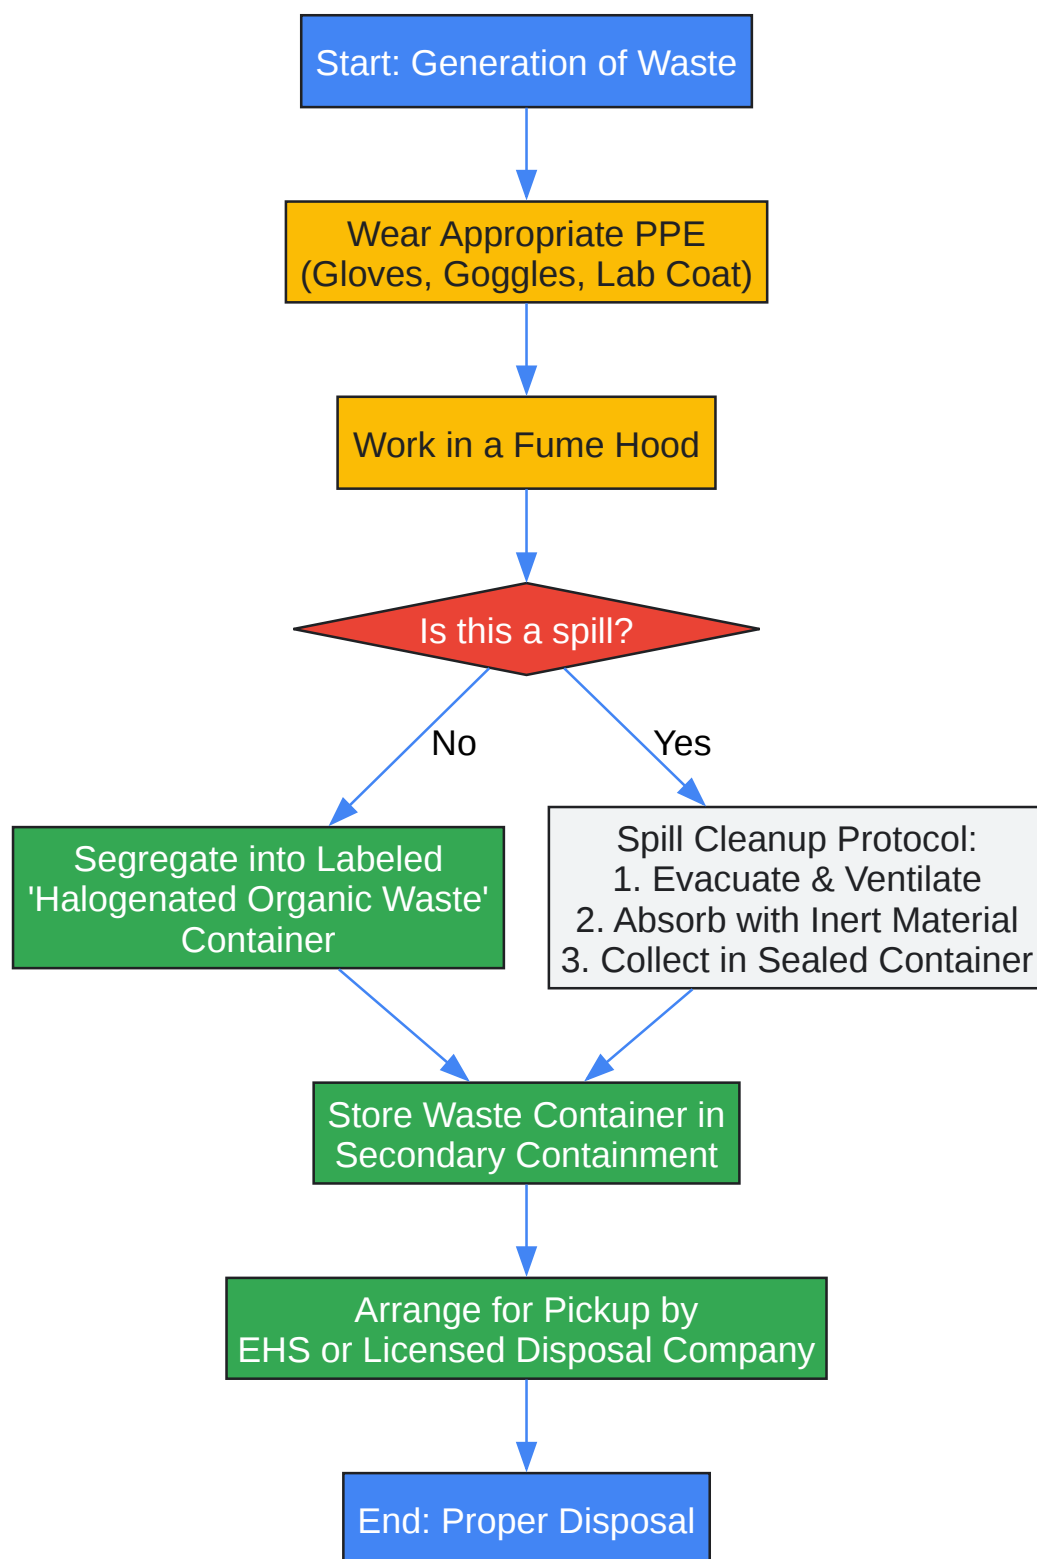 Start: Generation of Waste
Wear Appropriate PPE
(Gloves, Goggles, Lab Coat)
Work in a Fume Hood
Is this a spill?
No
Yes
Segregate into Labeled
'Halogenated Organic Waste'
Container
Spill Cleanup Protocol:
1. Evacuate & Ventilate
2. Absorb with Inert Material
3. Collect in Sealed Container
Store Waste Container in
Secondary Containment
Arrange for Pickup by
EHS or Licensed Disposal Company
End: Proper Disposal